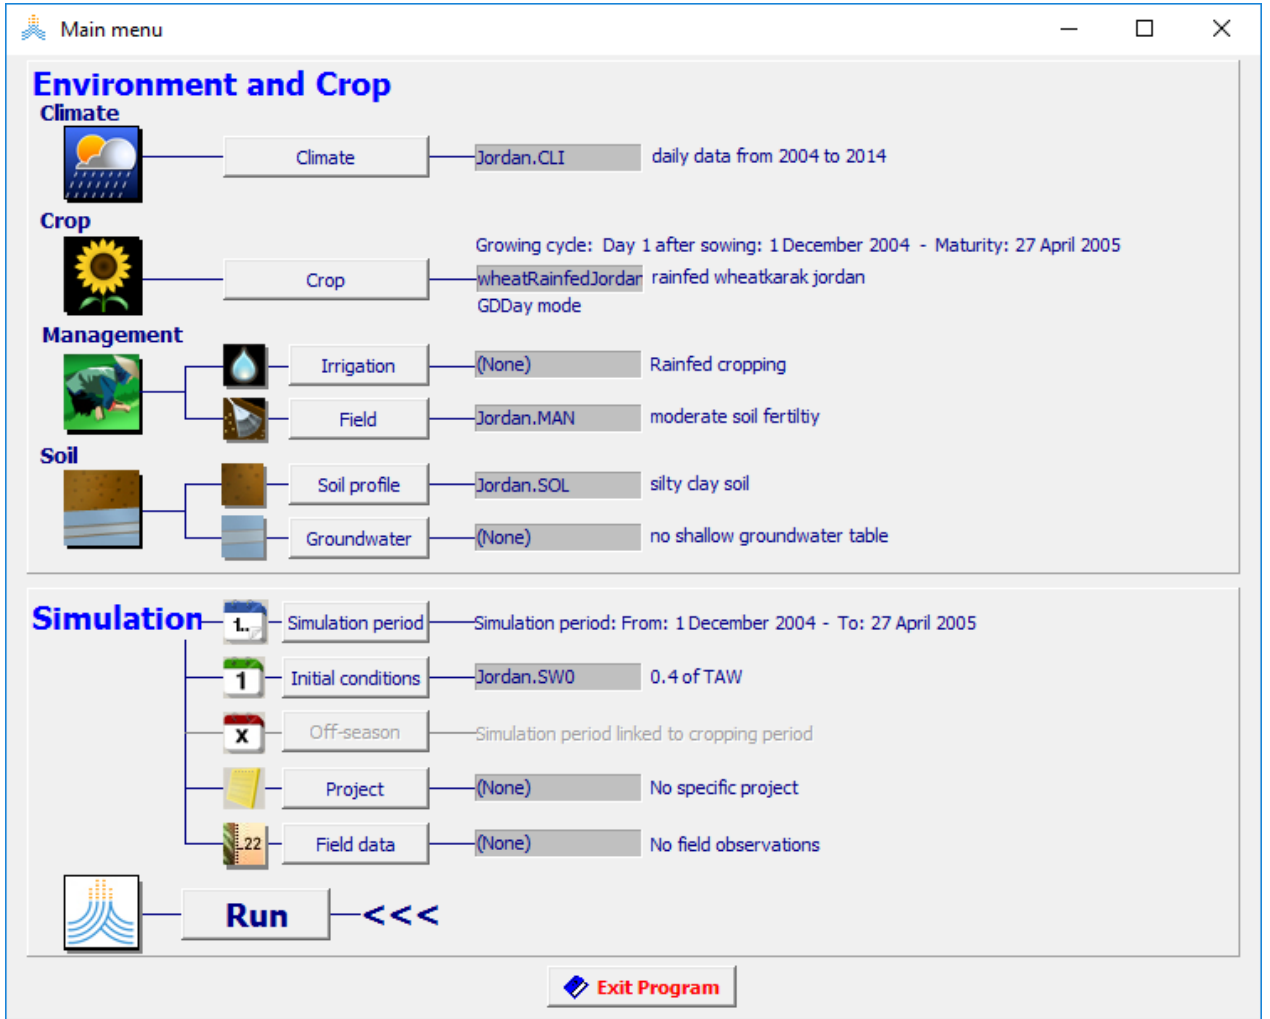 Main menu
Environment and Crop
Climate
Climate
Jordan.CLI
daily data from 2004 to 2014
Crop
Growing cycle: Day 1 after sowing: 1 December 2004 - Maturity: 27 April 2005
Crop
wheatRainfedJordan
rainfed wheatkarak jordan
GDDay mode
Management
Irrigation
(None)
Rainfed cropping
Field
Jordan.MAN
moderate soil fertiltiy
Soil
Soil profile
Jordan.SOL
silty clay soil
Groundwater
(None)
no shallow groundwater table
Simulation
1..
Simulation period
Simulation period: From: 1 December 2004 - To: 27 April 2005
1
Initial conditions
Jordan.SW0
0.4 of TAW
X
Off-season
Simulation period linked to cropping period
Project
(None)
No specific project
.22
Field data
(None)
No field observations
Run
<<<
Exit Program